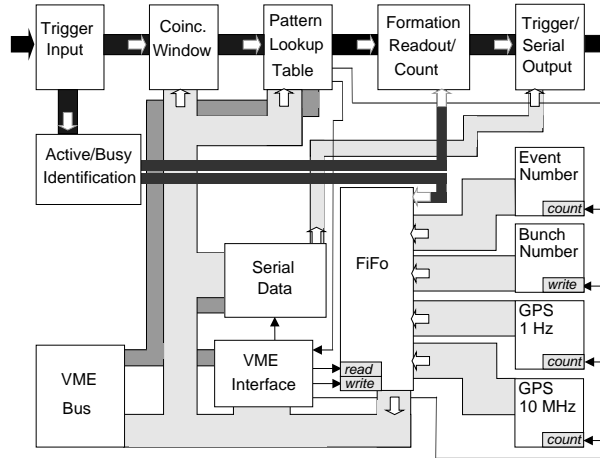 Trigger
Input
Coinc.
Window
Pattern
Lookup
Table
Formation
Readout/
Count
Trigger/
Serial
Output
Active/Busy
Identification
Event
Number
count
Bunch
Number
write
FiFo
Serial
Data
GPS
1 Hz
count
VME
Bus
VME
Interface
read
write
GPS
10 MHz
count